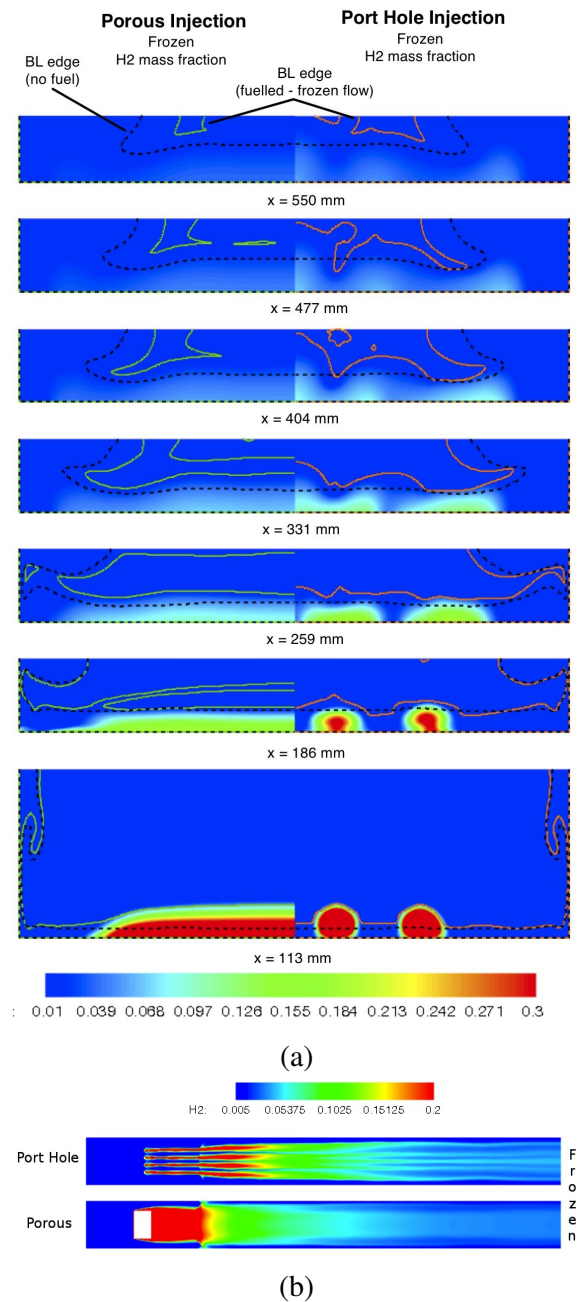 Porous Injection
Frozen
H2 mass fraction
Port Hole Injection
Frozen
H2 mass fraction
BL edge
(no fuel)
BL edge
(fuelled - frozen flow)
x = 550 mm
x = 477 mm
x = 404 mm
x = 331 mm
x = 259 mm
x = 186 mm
x = 113 mm
: 0.01 0.039 0.068 0.097 0.126 0.155 0.184 0.213 0.242 0.271 0.3
(a)
H2: 0.005 0.05375 0.1025 0.15125 0.2
Port Hole
Porous
Frozen
(b)